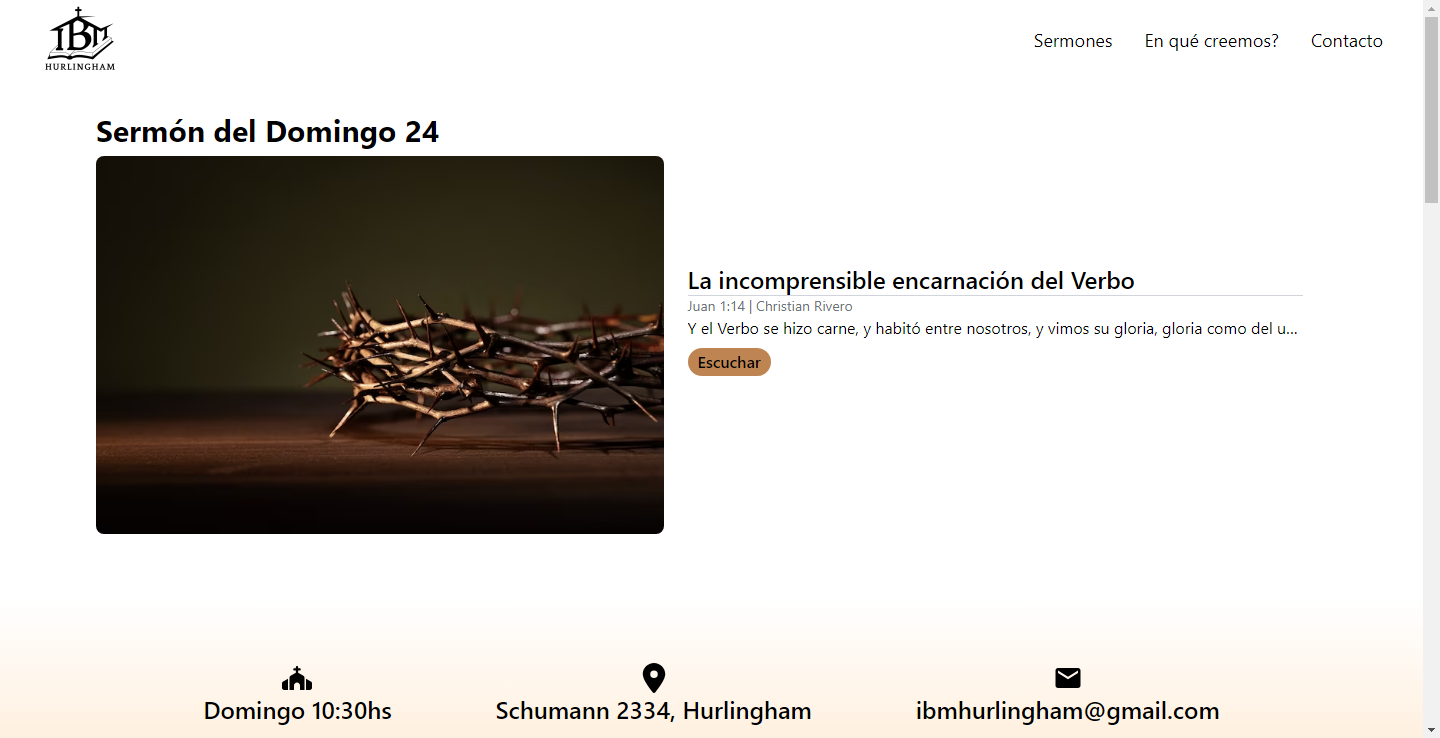 IBM
HURLINGHAM
Sermones En qué creemos? Contacto
Sermón del Domingo 24
La incomprensible encarnación del Verbo
Juan 1:14 | Christian Rivero
Y el Verbo se hizo carne, y habitó entre nosotros, y vimos su gloria, gloria como del u...
Escuchar
Domingo 10:30hs
Schumann 2334, Hurlingham
ibmhurlingham@gmail.com